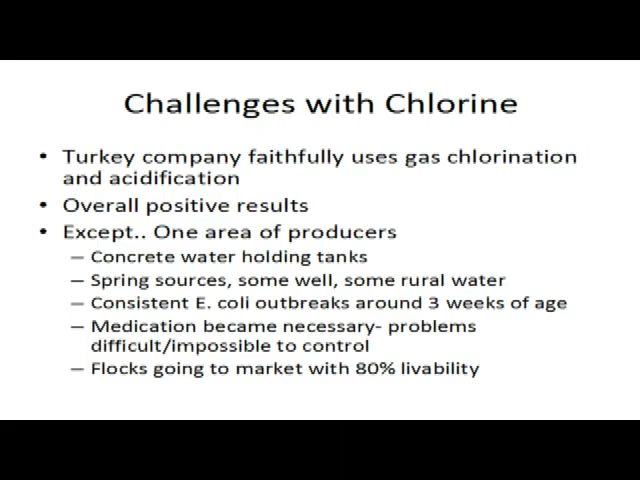 Challenges with Chlorine
• Turkey company faithfully uses gas chlorination
and acidification
• Overall positive results
• Except.. One area of producers
– Concrete water holding tanks
– Spring sources, some well, some rural water
– Consistent E. coli outbreaks around 3 weeks of age
– Medication became necessary- problems
difficult/impossible to control
– Flocks going to market with 80% livability